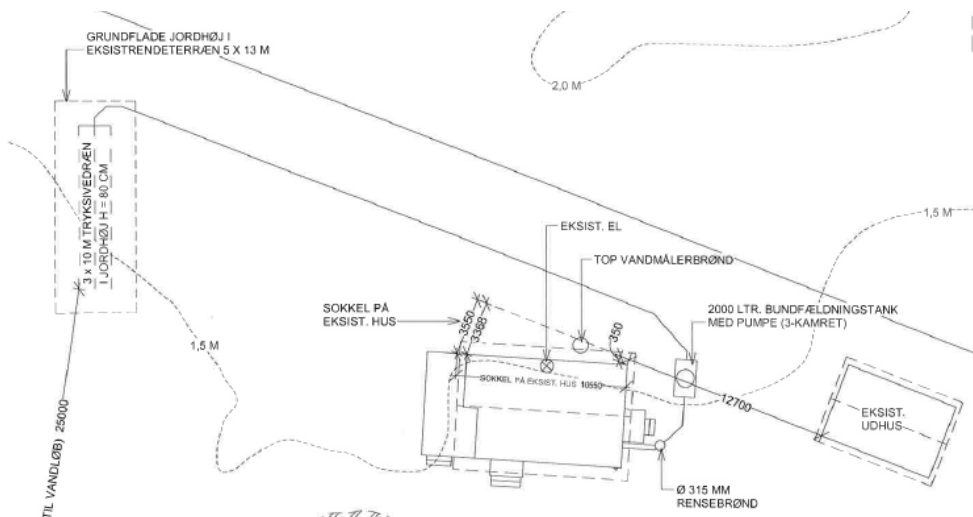 GRUNDFLADE JORDHØJ I
EKSISTRENDETERRÆN 5 X 13 M
2,0 M
3 x 10 M TRYKSIVEDRÆN
I JORDHØJ H = 80 CM
1,5 M
EKSIST. EL
TOP VANDMÅLERBRØND
SOKKEL PÅ
EKSIST. HUS
3550
3368
350
2000 LTR. BUNDFÆLDNINGSTANK
MED PUMPE (3-KAMRET)
1,5 M
SOKKEL PÅ EKSIST. HUS 10550
12700
EKSIST.
UDHUS
TIL VANDLØB) 25000
Ø 315 MM
RENSEBRØND